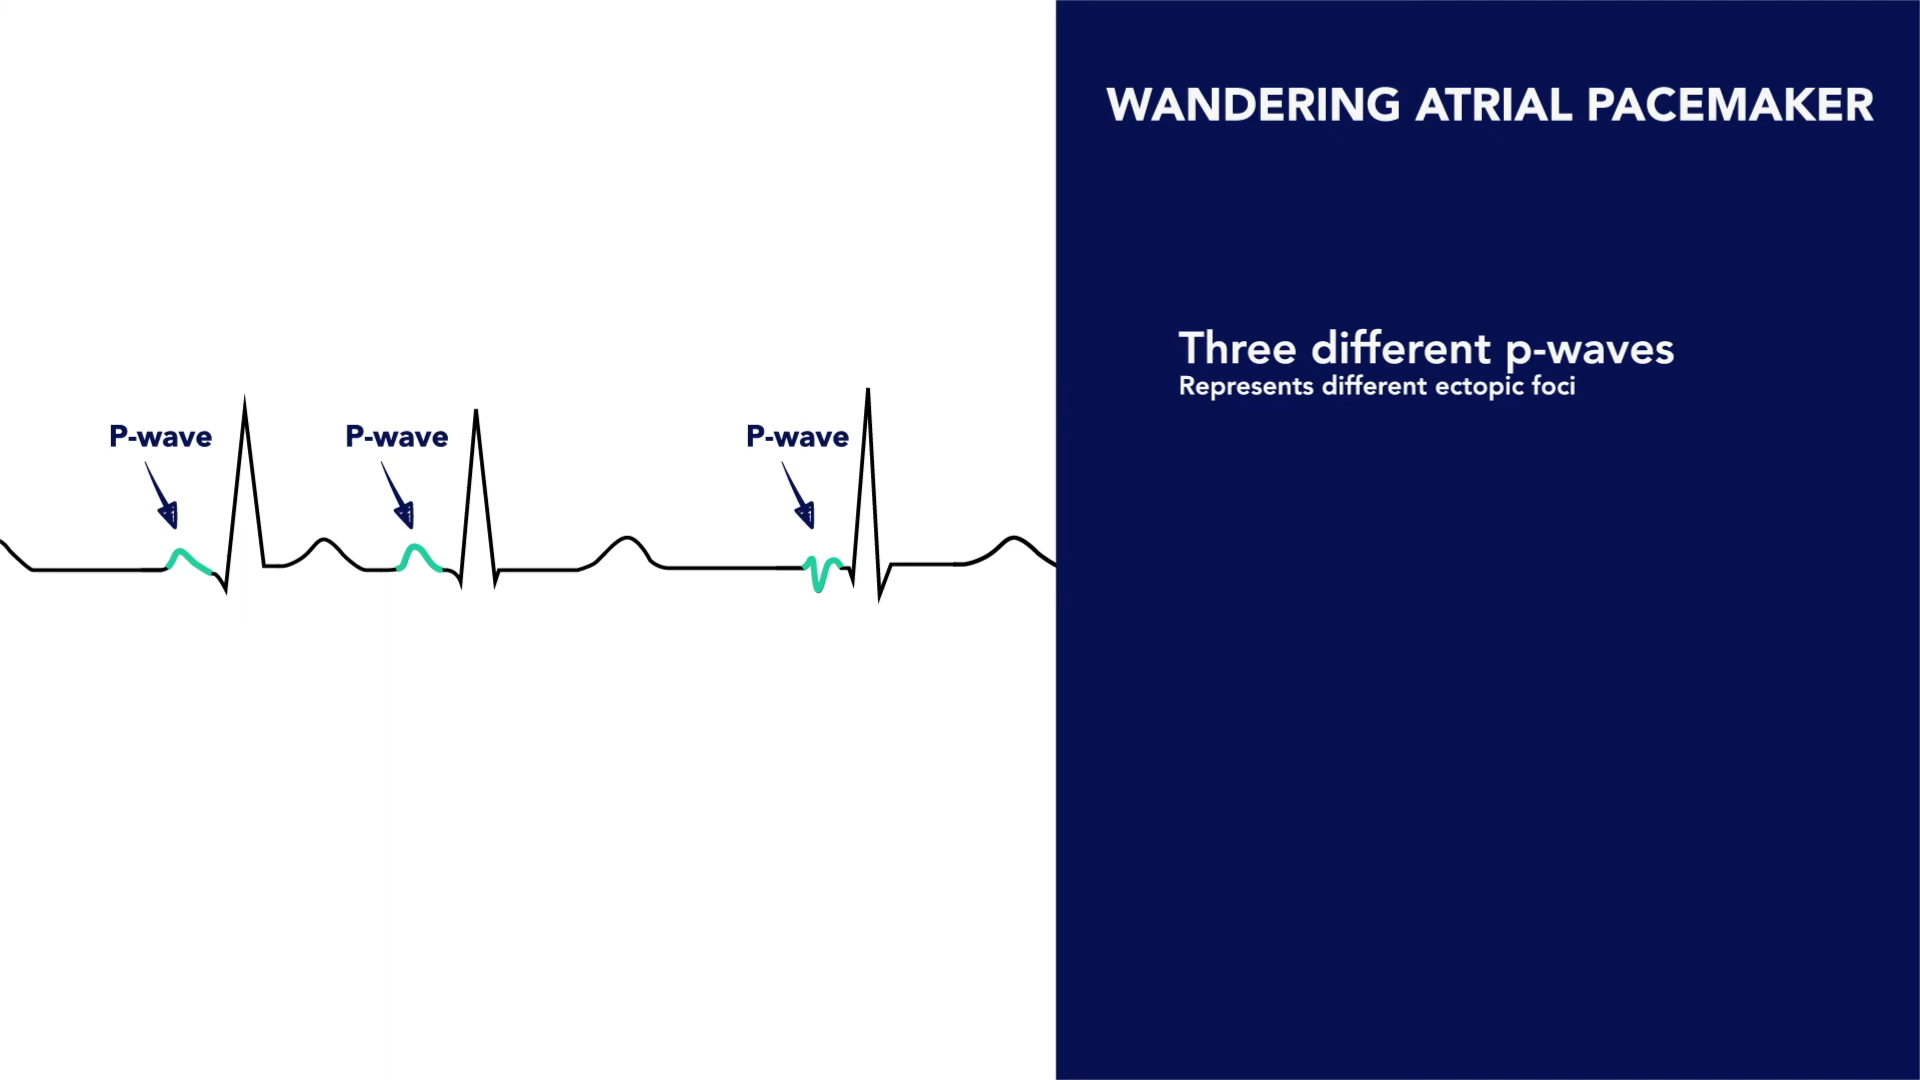 WANDERING ATRIAL PACEMAKER
Three different p-waves
Represents different ectopic foci
P-wave
P-wave
P-wave